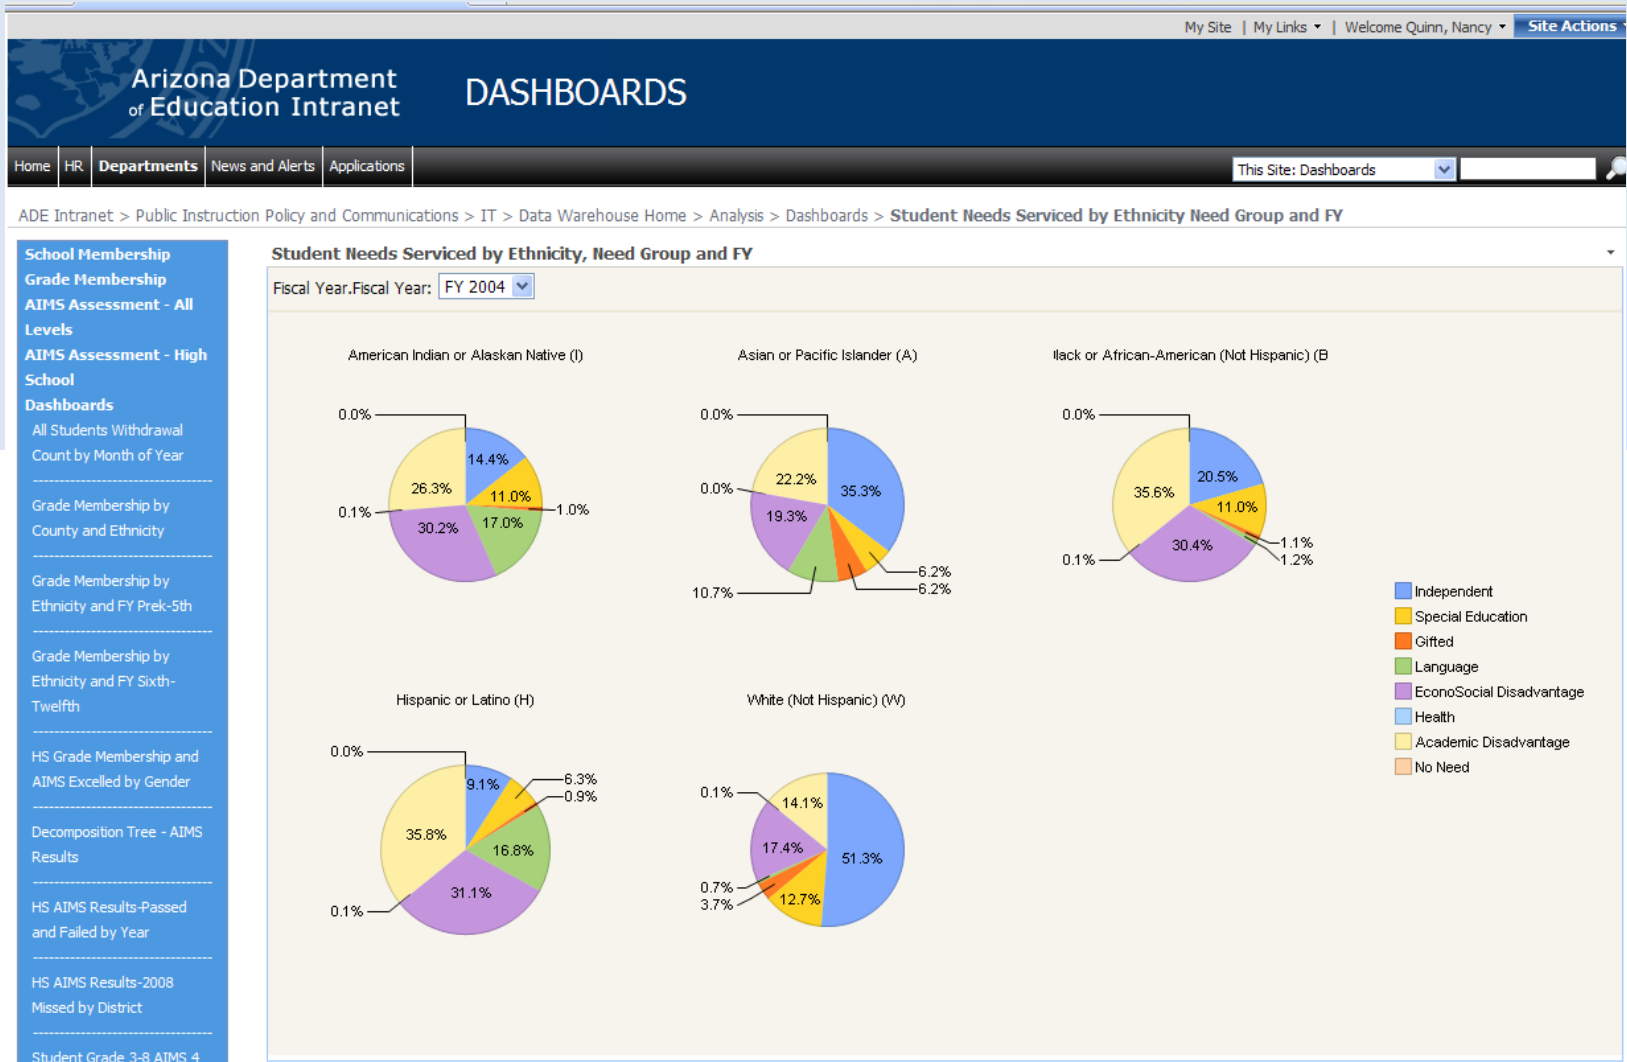 My Site | My Links | Welcome Quinn, Nancy Site Actions
Arizona Department
of Education Intranet
DASHBOARDS
Home HR Departments News and Alerts Applications
This Site: Dashboards
ADE Intranet > Public Instruction Policy and Communications > IT > Data Warehouse Home > Analysis > Dashboards > Student Needs Serviced by Ethnicity Need Group and FY
School Membership
Grade Membership
AIMS Assessment - All
Levels
AIMS Assessment - High
School
Dashboards
All Students Withdrawal
Count by Month of Year
Grade Membership by
County and Ethnicity
Grade Membership by
Ethnicity and FY Prek-5th
Grade Membership by
Ethnicity and FY Sixth-
Twelfth
HS Grade Membership and
AIMS Excelled by Gender
Decomposition Tree - AIMS
Results
HS AIMS Results-Passed
and Failed by Year
HS AIMS Results-2008
Missed by District
Student Grade 3-8 AIMS 4
Student Needs Serviced by Ethnicity, Need Group and FY
Fiscal Year.Fiscal Year: FY 2004
American Indian or Alaskan Native (I)
0.0%
14.4%
26.3%
11.0%
1.0%
0.1%
30.2%
17.0%
Asian or Pacific Islander (A)
0.0%
22.2%
35.3%
0.0%
19.3%
6.2%
6.2%
10.7%
lack or African-American (Not Hispanic) (B
0.0%
20.5%
35.6%
11.0%
30.4%
1.1%
1.2%
0.1%
Hispanic or Latino (H)
0.0%
9.1%
6.3%
0.9%
35.8%
16.8%
31.1%
0.1%
White (Not Hispanic) (W)
0.1%
14.1%
17.4%
51.3%
0.7%
3.7%
12.7%
Independent
Special Education
Gifted
Language
EconoSocial Disadvantage
Health
Academic Disadvantage
No Need